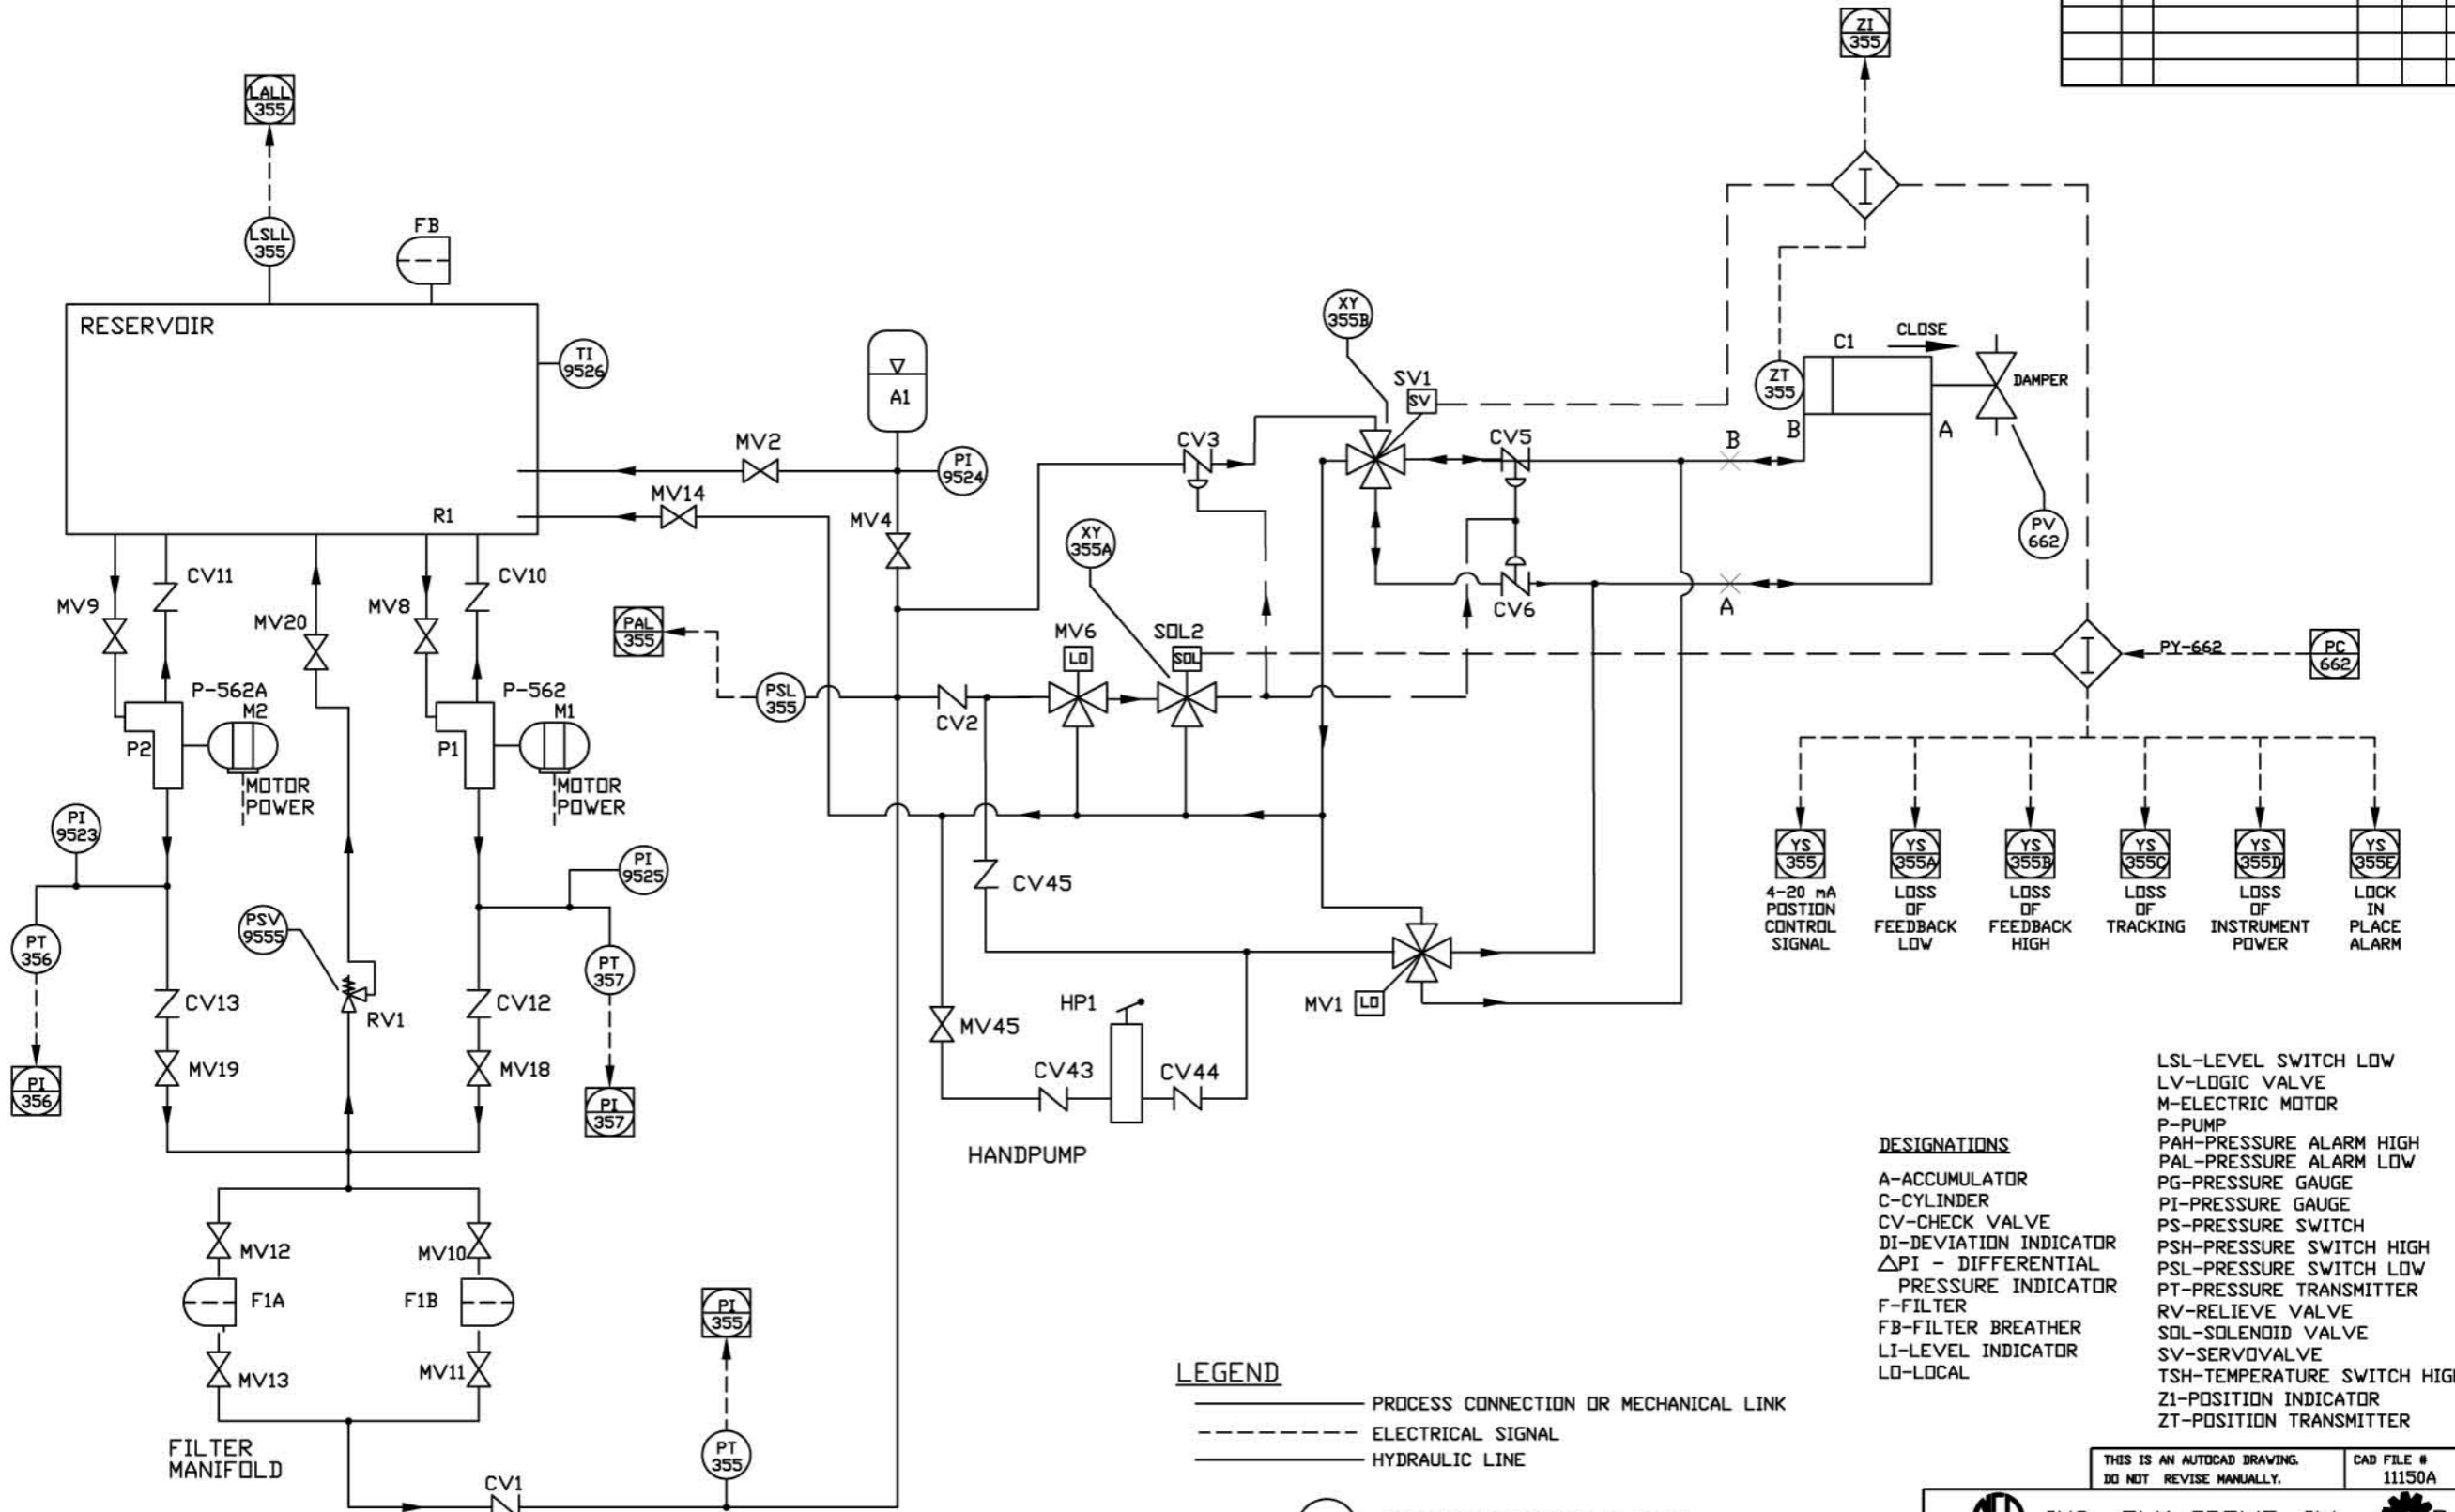 ZI
355
LALL
355
LSLL
355
FB
RESERVOIR
TI
9526
R1
A1
MV2
PI
9524
MV14
MV4
XY
355B
SV1
SV
CV3
CV5
C1
CLOSE
ZT
355
DAMPER
B
B
A
PV
662
CV6
A
XY
355A
MV9
CV11
MV20
MV8
CV10
PAL
355
MV6
LO
SOL2
SOL
PY-662
PC
662
PSL
355
CV2
P-562A
M2
P2
MOTOR
POWER
P-562
M1
P1
MOTOR
POWER
PI
9523
PT
356
PSV
9555
PI
9525
PT
357
CV45
YS
355
4-20 mA
POSTION
CONTROL
SIGNAL
YS
355A
LOSS
OF
FEEDBACK
LOW
YS
355B
LOSS
OF
FEEDBACK
HIGH
YS
355C
LOSS
OF
TRACKING
YS
355D
LOSS
OF
INSTRUMENT
POWER
YS
355E
LOCK
IN
PLACE
ALARM
CV13
RV1
CV12
MV19
MV18
PI
356
PI
357
MV45
HP1
MV1
LO
CV43
CV44
HANDPUMP
MV12
MV10
F1A
F1B
MV13
MV11
FILTER
MANIFOLD
CV1
PI
355
PT
355
LEGEND
PROCESS CONNECTION OR MECHANICAL LINK
ELECTRICAL SIGNAL
HYDRAULIC LINE
DESIGNATIONS
A-ACCUMULATOR
C-CYLINDER
CV-CHECK VALVE
DI-DEVIATION INDICATOR
△PI - DIFFERENTIAL
PRESSURE INDICATOR
F-FILTER
FB-FILTER BREATHER
LI-LEVEL INDICATOR
LO-LOCAL
LSL-LEVEL SWITCH LOW
LV-LOGIC VALVE
M-ELECTRIC MOTOR
P-PUMP
PAH-PRESSURE ALARM HIGH
PAL-PRESSURE ALARM LOW
PG-PRESSURE GAUGE
PI-PRESSURE GAUGE
PS-PRESSURE SWITCH
PSH-PRESSURE SWITCH HIGH
PSL-PRESSURE SWITCH LOW
PT-PRESSURE TRANSMITTER
RV-RELIEVE VALVE
SOL-SOLENOID VALVE
SV-SERVOVALVE
TSH-TEMPERATURE SWITCH HIGH
Z1-POSITION INDICATOR
ZT-POSITION TRANSMITTER
THIS IS AN AUTOCAD DRAWING.
DO NOT REVISE MANUALLY.
CAD FILE #
11150A